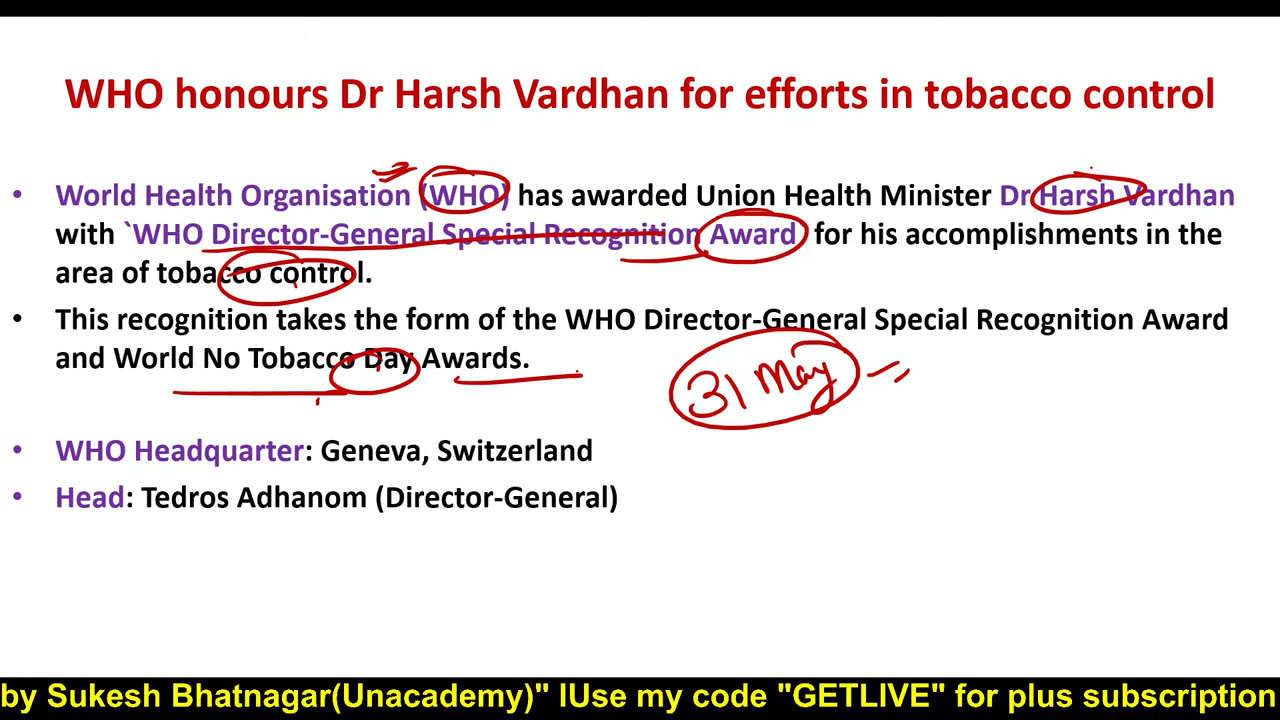 WHO honours Dr Harsh Vardhan for efforts in tobacco control
• World Health Organisation (WHO) has awarded Union Health Minister Dr Harsh Vardhan
with `WHO Director-General Special Recognition Award for his accomplishments in the
area of tobacco control.
• This recognition takes the form of the WHO Director-General Special Recognition Award
and World No Tobacco Day Awards.
31 May
• WHO Headquarter: Geneva, Switzerland
• Head: Tedros Adhanom (Director-General)
by Sukesh Bhatnagar(Unacademy)" IUse my code "GETLIVE" for plus subscription